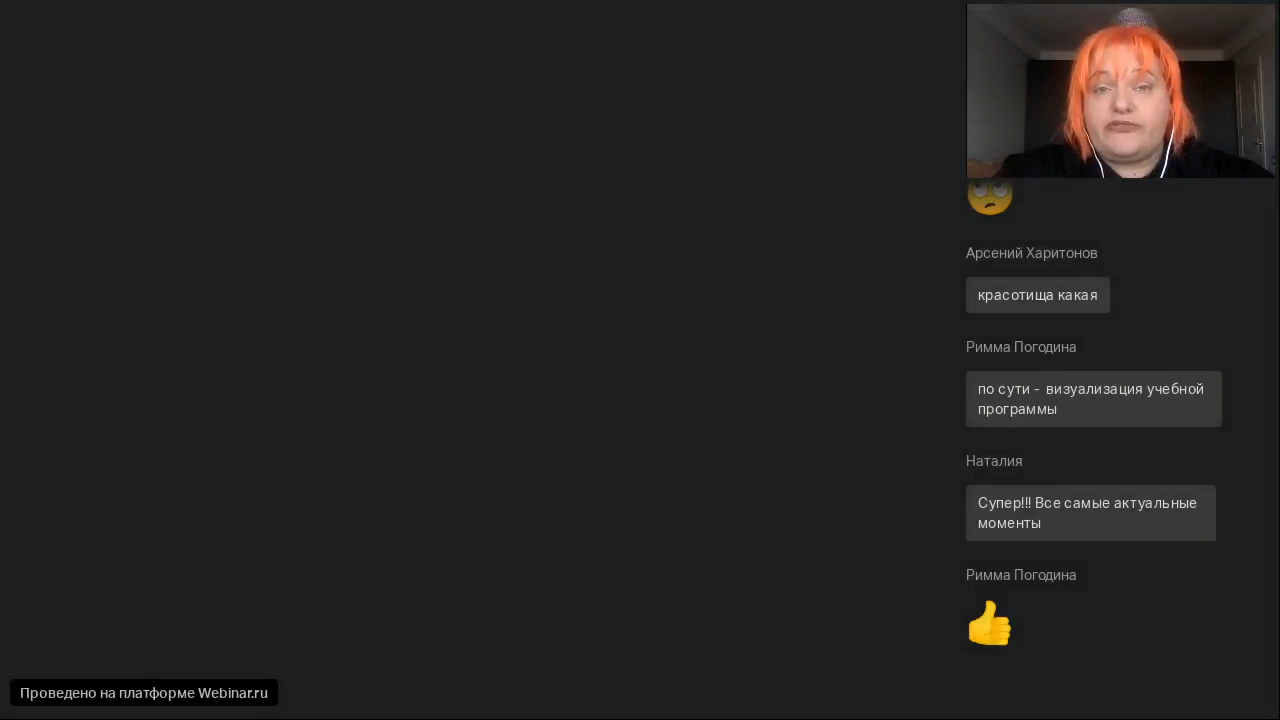 Арсений Харитонов
красотища какая
Римма Погодина
по сути - визуализация учебной
программы
Наталия
Супер!!! Все самые актуальные
моменты
Римма Погодина
Проведено на платформе Webinar.ru